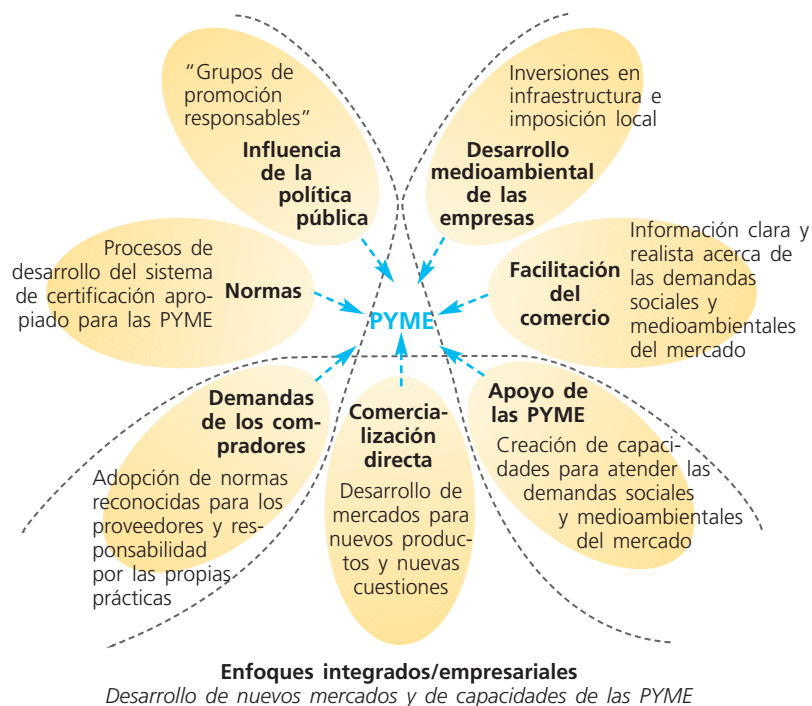 “Grupos de
promoción
responsables”
Influencia
de la
política
pública
Inversiones en
infraestructura e
imposición local
Desarrollo
medioambiental
de las
empresas
Procesos de
desarrollo del sistema
de certificación apro-
piado para las PYME
Normas
Facilitación
del
comercio
Información clara y
realista acerca de
las demandas
sociales y
medioambientales
del mercado
PYME
Demandas
de los com-
pradores
Adopción de normas
reconocidas para los
proveedores y res-
ponsabilidad
por las propias
prácticas
Comercia-
lización
directa
Desarrollo de
mercados para
nuevos produc-
tos y nuevas
cuestiones
Apoyo de
las PYME
Creación de capaci-
dades para atender las
demandas sociales
y medioambientales
del mercado
Enfoques integrados/empresariales
Desarrollo de nuevos mercados y de capacidades de las PYME